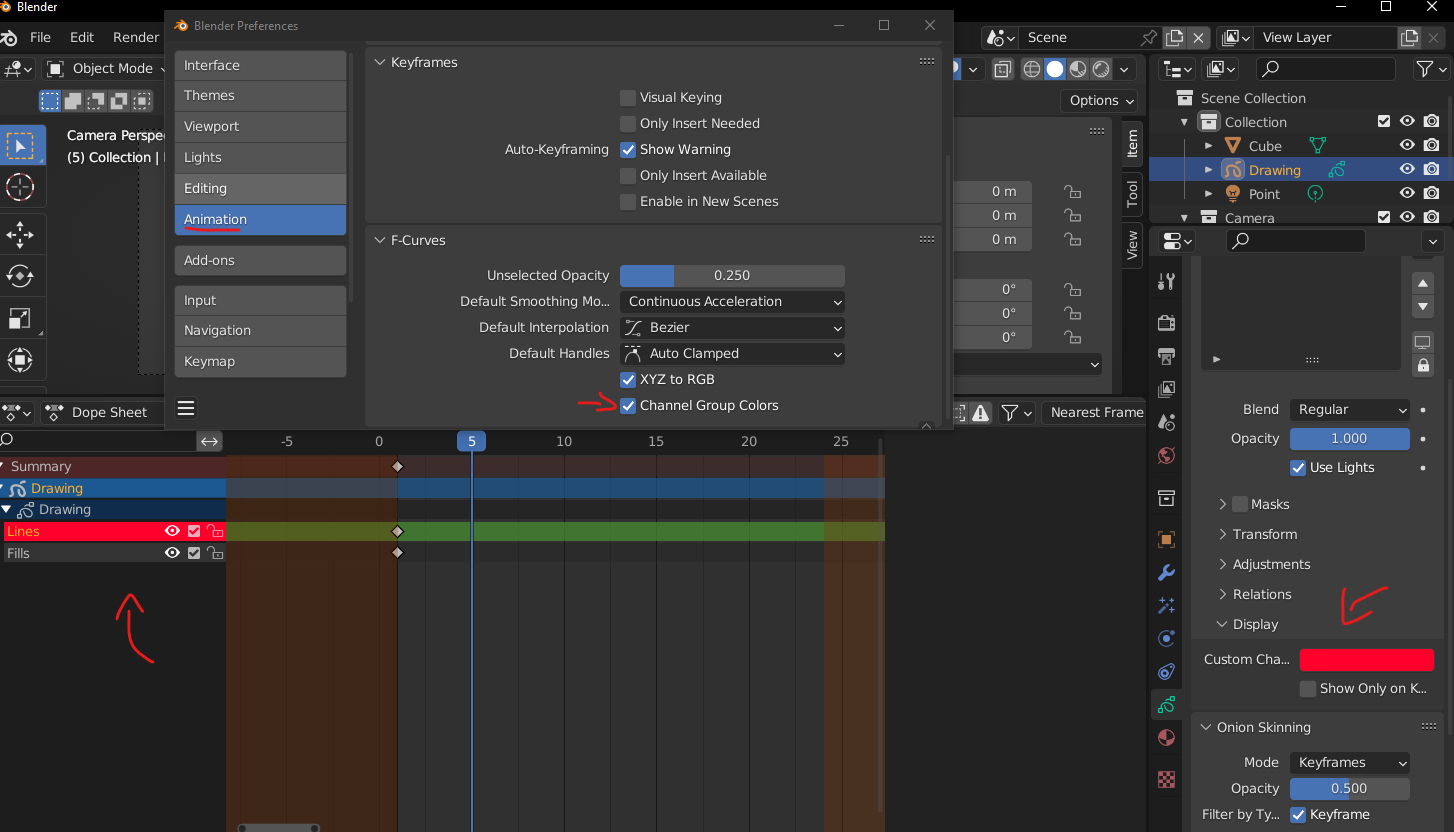 Blender
File Edit Render
Blender Preferences
Scene
View Layer
Object Mode
Options
Camera Perspe
(5) Collection |
Interface
Themes
Viewport
Lights
Editing
Animation
Add-ons
Input
Navigation
Keymap
Keyframes
Visual Keying
Only Insert Needed
Auto-Keyframing Show Warning
Only Insert Available
Enable in New Scenes
F-Curves
Unselected Opacity 0.250
Default Smoothing Mo... Continuous Acceleration
Default Interpolation Bezier
Default Handles Auto Clamped
XYZ to RGB
Channel Group Colors
Item
Tool
View
0 m
0 m
0 m
0°
0°
0°
Scene Collection
Collection
Cube
Drawing
Point
Camera
Dope Sheet
Nearest Frame
-5 0 5 10 15 20 25
Summary
Drawing
Drawing
Lines
Fills
Blend Regular
Opacity 1.000
Use Lights
Masks
Transform
Adjustments
Relations
Display
Custom Cha...
Show Only on K...
Onion Skinning
Mode Keyframes
Opacity 0.500
Filter by Ty... Keyframe